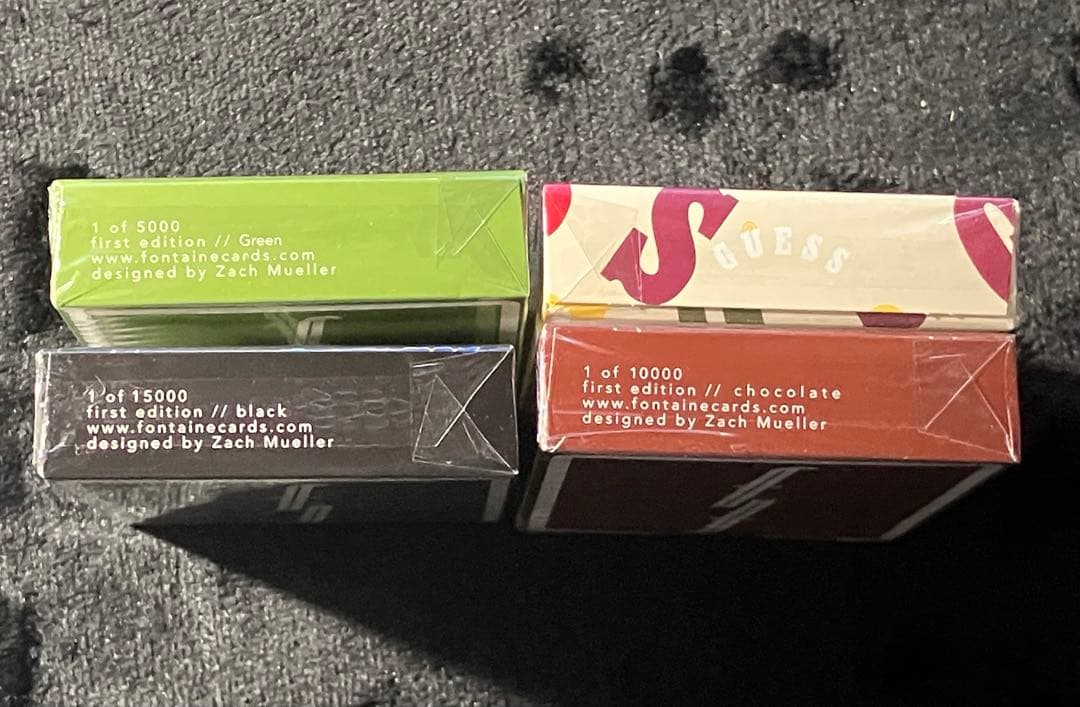 1 of 5000
first edition // Green
www.fontainecards.com
designed by Zach Mueller
S
GUESS
1 of 15000
first edition // black
www.fontainecards.com
designed by Zach Mueller
1 of 10000
first edition // chocolate
www.fontainecards.com
designed by Zach Mueller